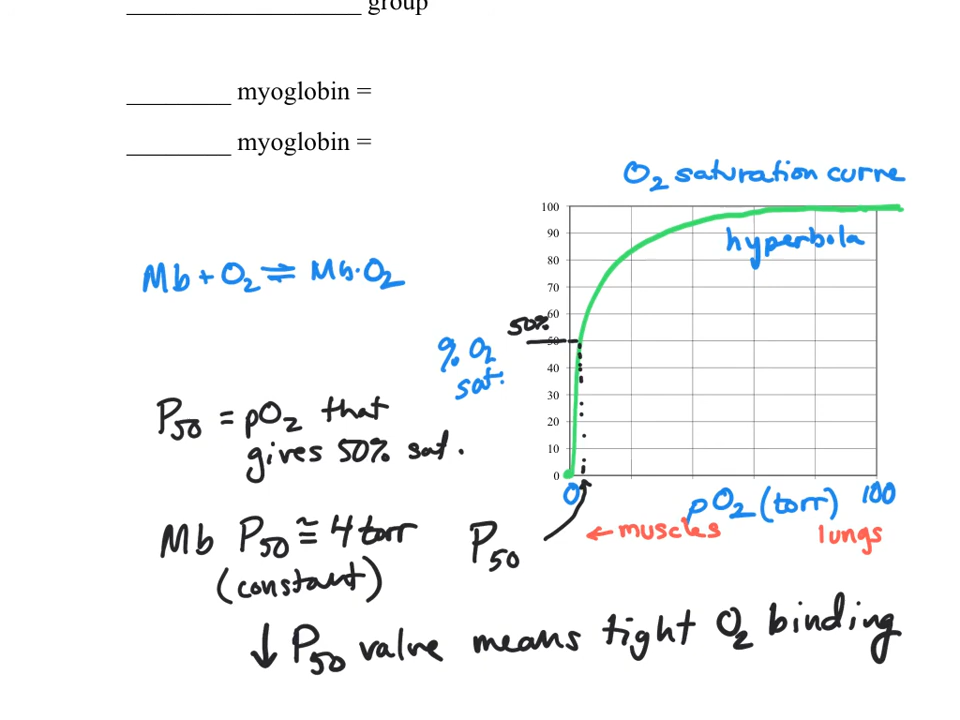 ____________________ group
________ myoglobin =
________ myoglobin =
O2 saturation curve
100
90
80
70
60
50
40
30
20
10
0
hyperbola
Mb + O2 ⇌ Mb·O2
50%
% O2
sat.
P50 = pO2 that
gives 50% sat.
0 pO2 (torr) 100
← muscles lungs
Mb P50 ≅ 4 torr
(constant)
P50
↓ P50 value means tight O2 binding